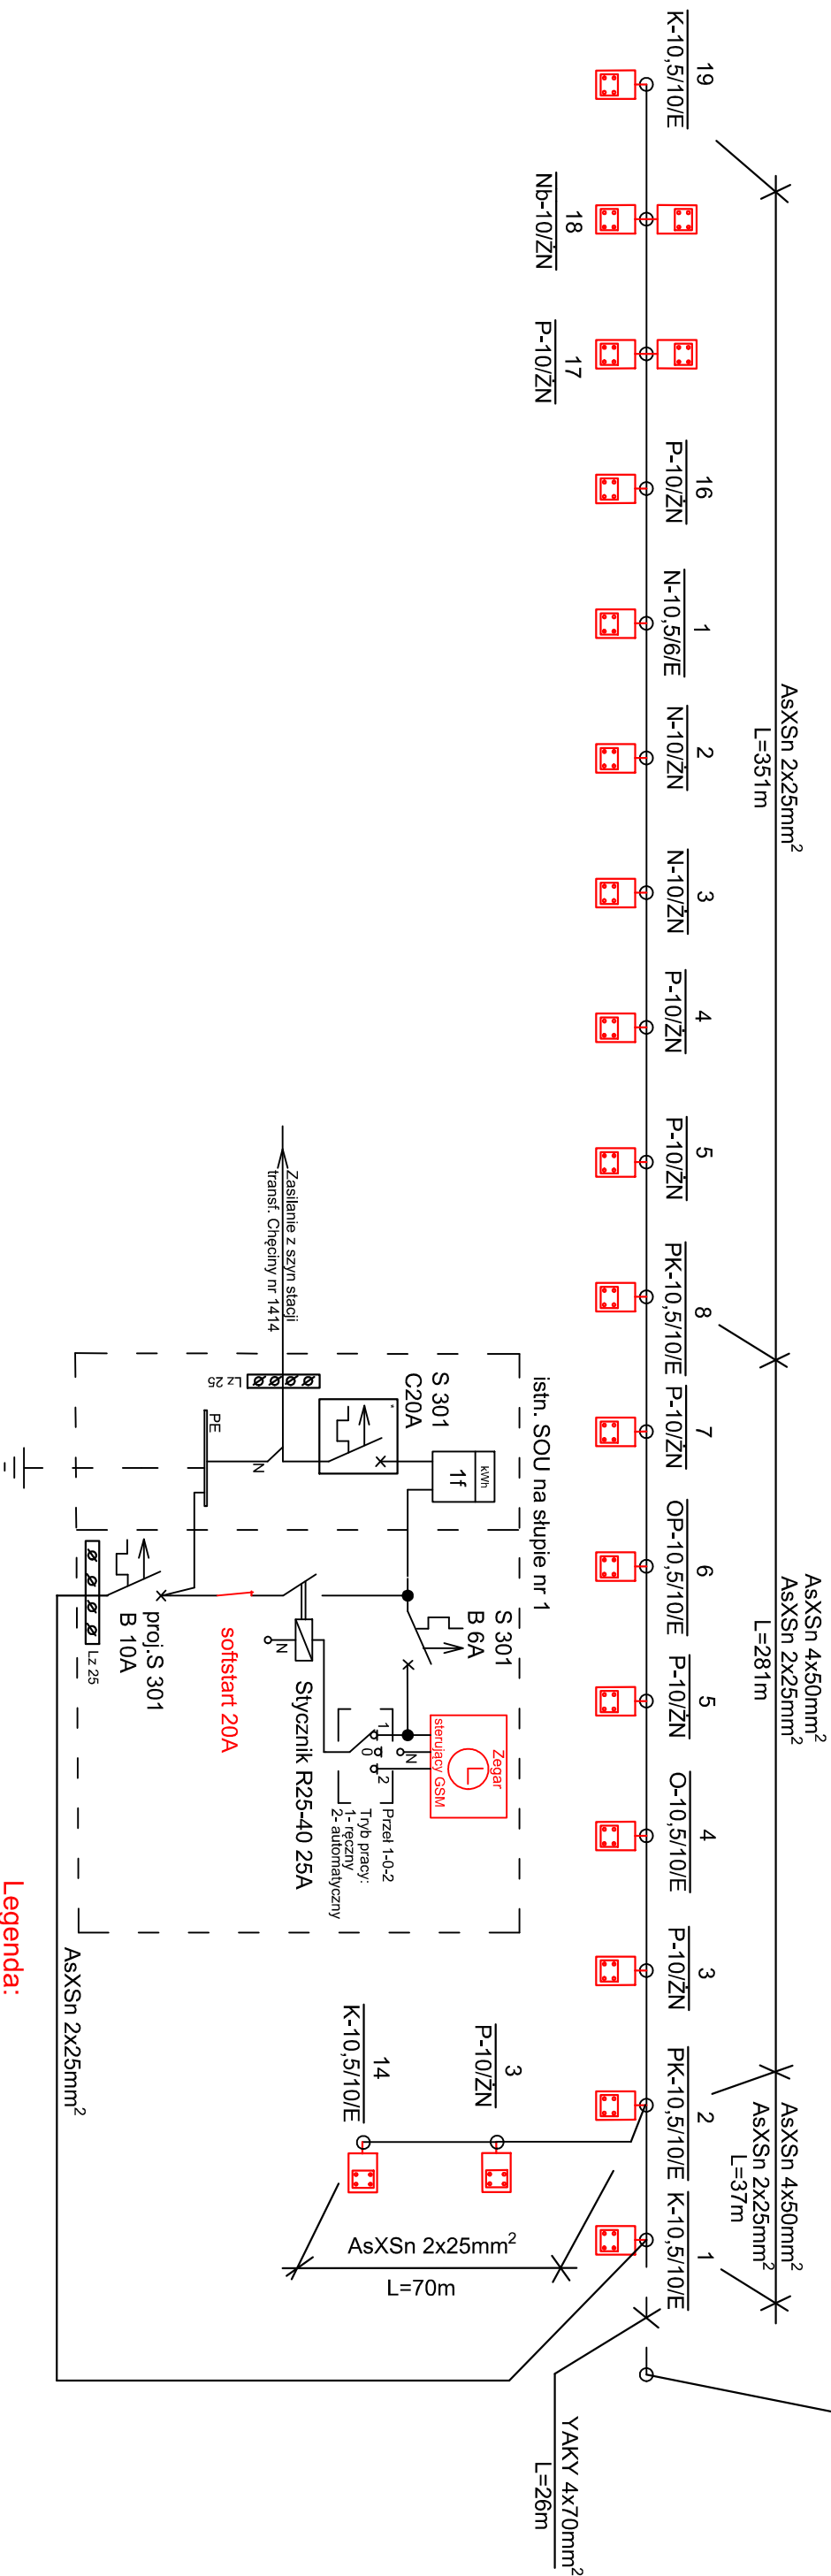 19
K-10,5/10/E
18
Nb-10/ŻN
17
P-10/ŻN
16
P-10/ŻN
1
N-10,5/6/E
2
N-10/ŻN
3
N-10/ŻN
4
P-10/ŻN
5
P-10/ŻN
8
PK-10,5/10/E
7
P-10/ŻN
6
OP-10,5/10/E
5
P-10/ŻN
4
O-10,5/10/E
3
P-10/ŻN
2
PK-10,5/10/E
1
K-10,5/10/E
AsXSn 2x25mm²
L=351m
AsXSn 4x50mm²
AsXSn 2x25mm²
L=281m
AsXSn 4x50mm²
AsXSn 2x25mm²
L=37m
YAKY 4x70mm²
L=26m
3
P-10/ŻN
14
K-10,5/10/E
AsXSn 2x25mm²
L=70m
istn. SOU na słupie nr 1
Zasilanie z szyn stacji
transf. Chęciny nr 1414
Lz 25
S 301
C20A
kWh
1f
PE
N
S 301
B 6A
Zegar
sterujący GSM
L
N
1
0
2
Przeł 1-0-2
Tryb pracy:
1- ręczny
2- automatyczny
Stycznik R25-40 25A
N
softstart 20A
proj.S 301
B 10A
Lz 25
AsXSn 2x25mm²
Legenda: